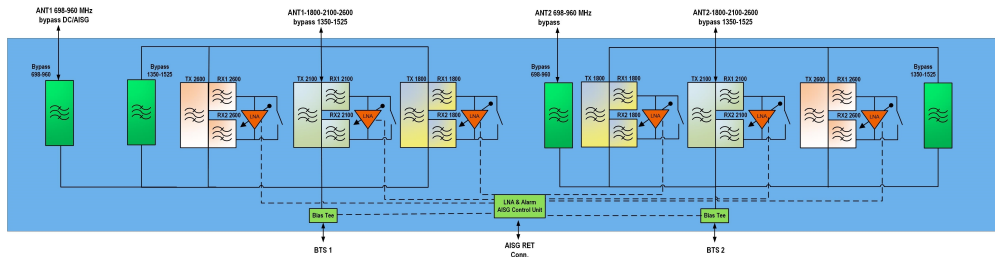 ANT1 698-960 MHz
bypass DC/AISG
ANT1-1800-2100-2600
bypass 1350-1525
ANT2 698-960 MHz
bypass
ANT2-1800-2100-2600
bypass 1350-1525
Bypass
698-960
Bypass
1350-1525
TX 2600 RX1 2600
RX2 2600
LNA
TX 2100 RX1 2100
RX2 2100
LNA
TX 1800 RX1 1800
RX2 1800
LNA
Bypass
698-960
TX 1800 RX1 1800
RX2 1800
LNA
TX 2100 RX1 2100
RX2 2100
LNA
TX 2600 RX1 2600
RX2 2600
LNA
Bypass
1350-1525
Bias Tee
LNA & Alarm
AISG Control Unit
Bias Tee
BTS 1
AISG RET
Conn.
BTS 2